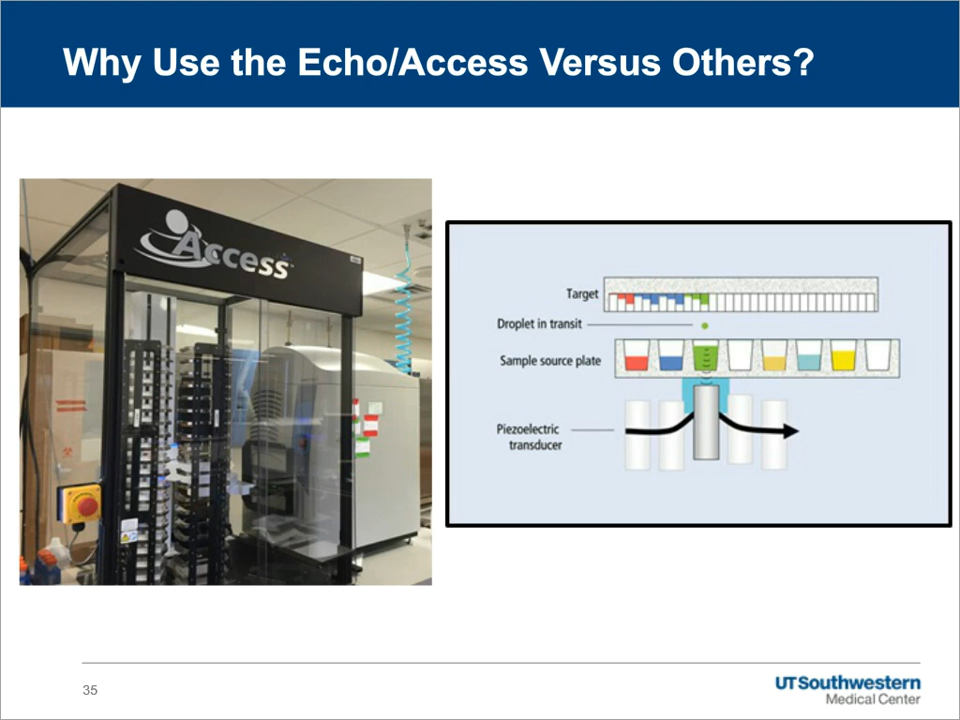 Why Use the Echo/Access Versus Others?
Access
Target
Droplet in transit
Sample source plate
Piezoelectric
transducer
35
UTSouthwestern
Medical Center